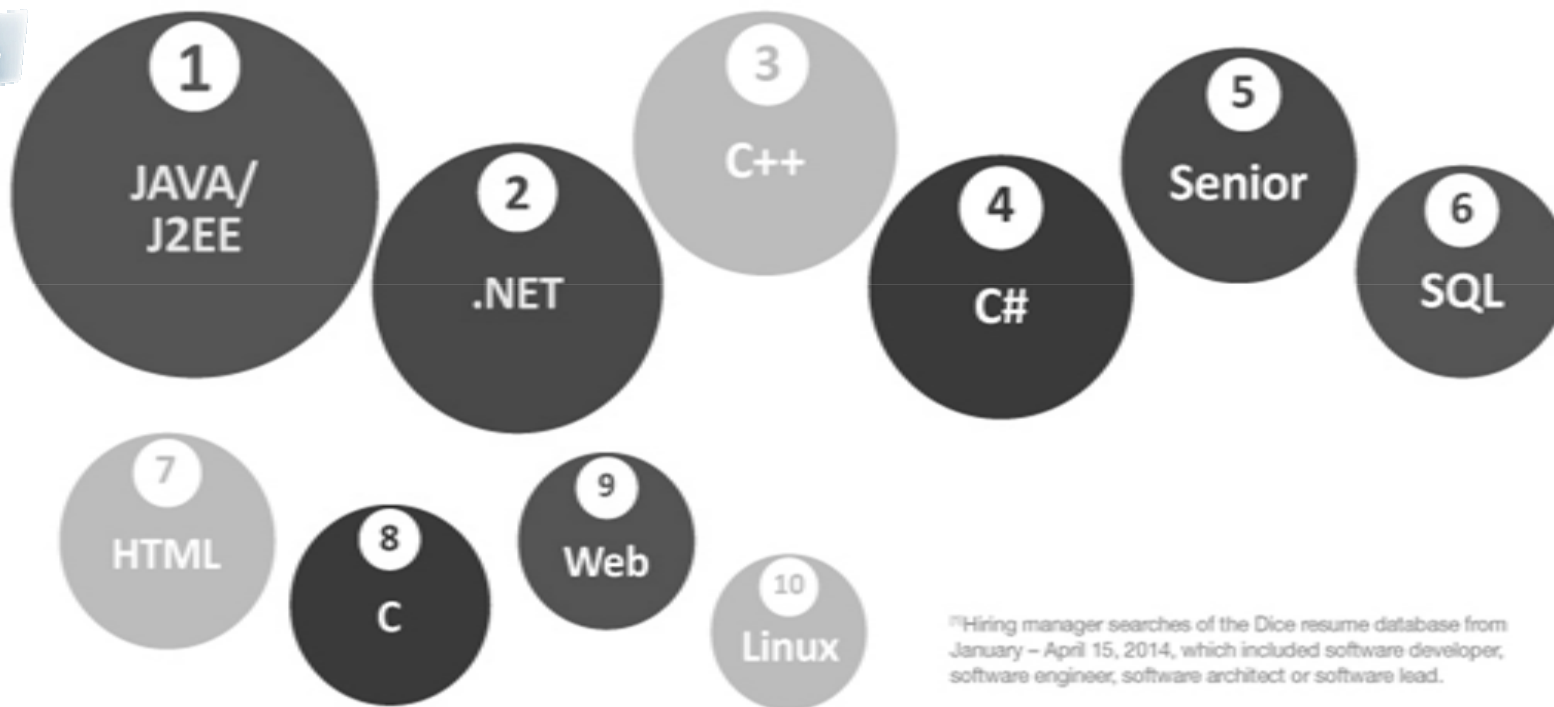 1
JAVA/
J2EE
2
.NET
3
C++
4
C#
5
Senior
6
SQL
7
HTML
8
C
9
Web
10
Linux
Hiring manager searches of the Dice resume database from
January – April 15, 2014, which included software developer,
software engineer, software architect or software lead.